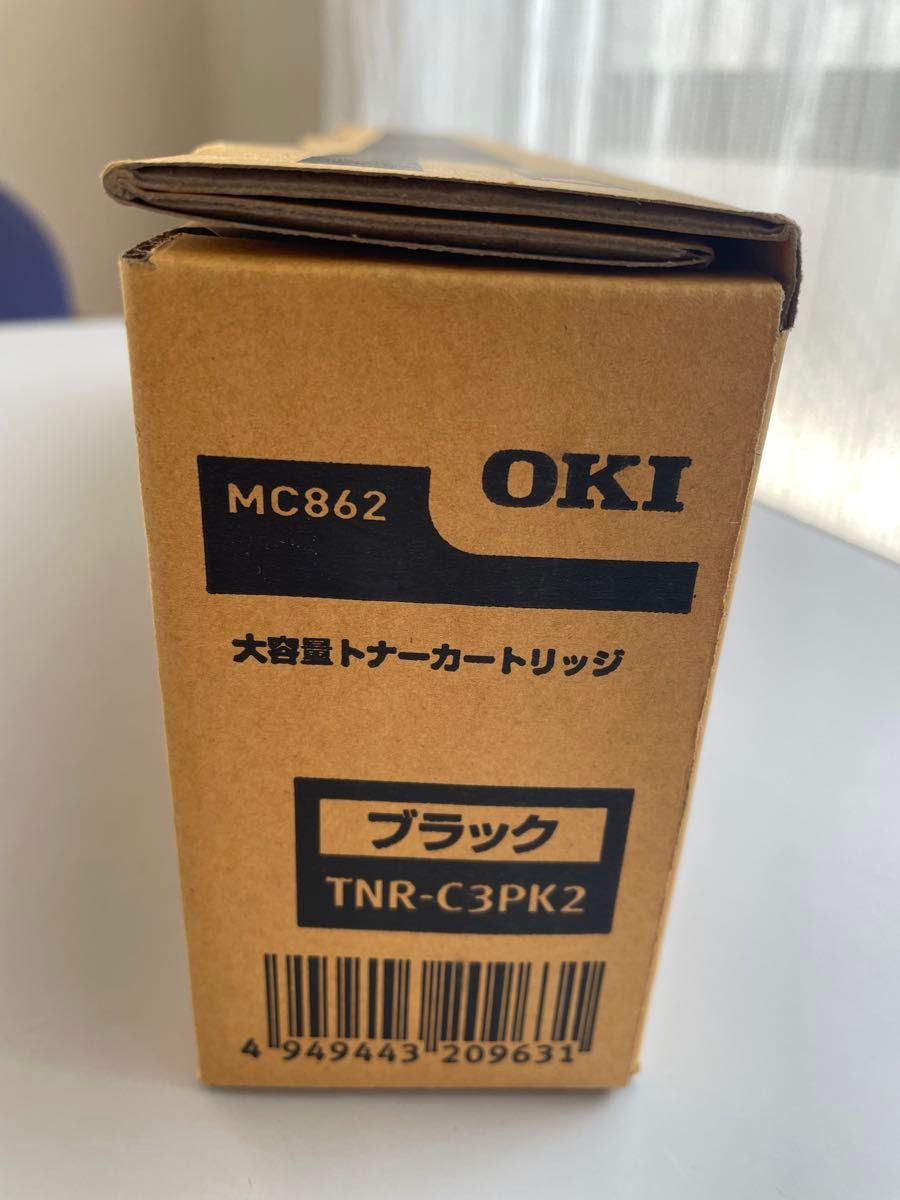 OKI
MC862
大容量トナーカートリッジ
ブラック
TNR-C3PK2
4 949443 209631